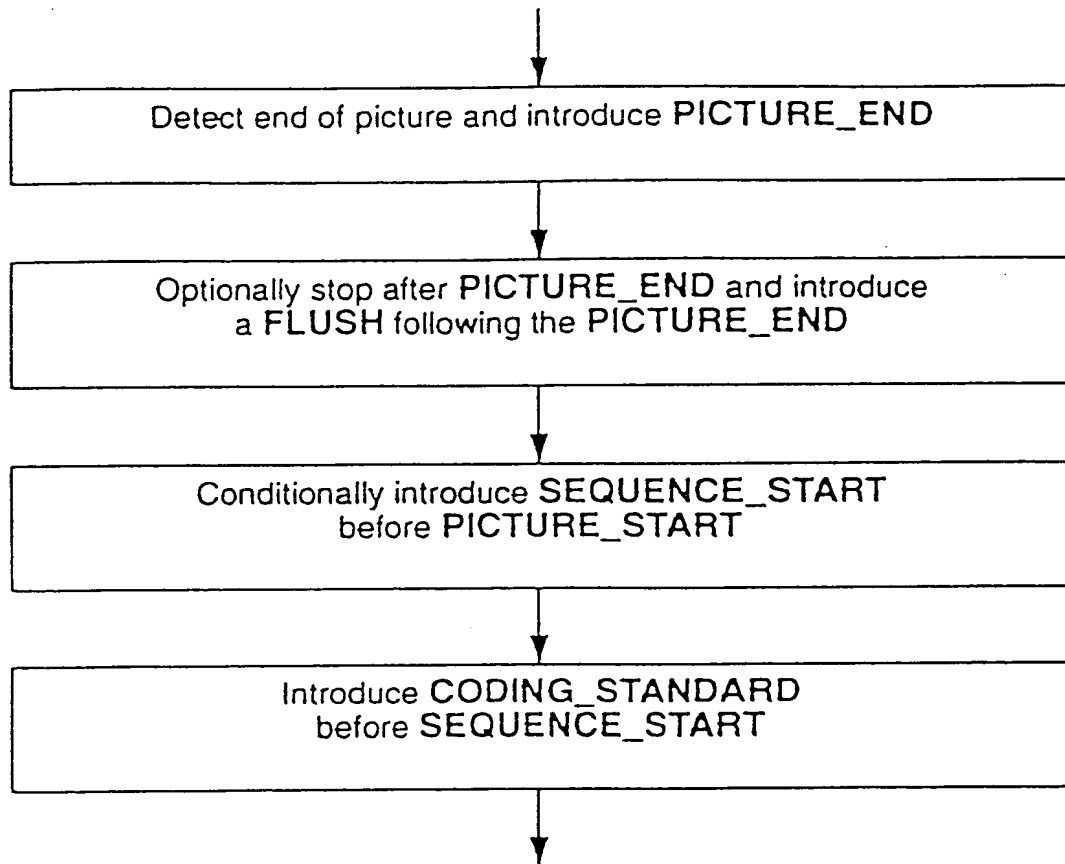 Detect end of picture and introduce PICTURE_END
Optionally stop after PICTURE_END and introduce
a FLUSH following the PICTURE_END
Conditionally introduce SEQUENCE_START
before PICTURE_START
Introduce CODING_STANDARD
before SEQUENCE_START